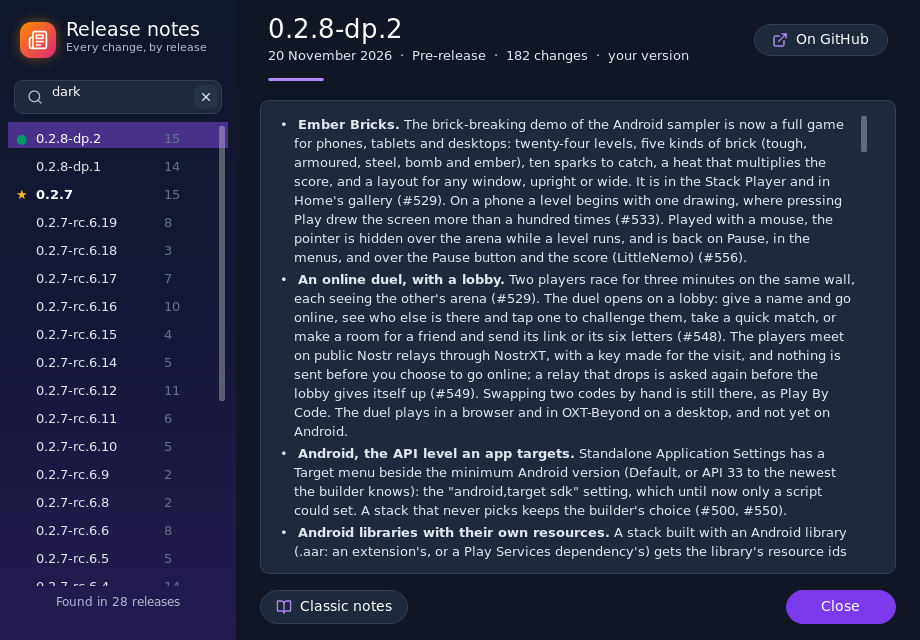 Release notes
Every change, by release
dark
0.2.8-dp.2 15
0.2.8-dp.1 14
★ 0.2.7 15
0.2.7-rc.6.19 8
0.2.7-rc.6.18 3
0.2.7-rc.6.17 7
0.2.7-rc.6.16 10
0.2.7-rc.6.15 4
0.2.7-rc.6.14 5
0.2.7-rc.6.12 11
0.2.7-rc.6.11 6
0.2.7-rc.6.10 5
0.2.7-rc.6.9 2
0.2.7-rc.6.8 2
0.2.7-rc.6.6 8
0.2.7-rc.6.5 5
0.2.7-rc.6.4 14
Found in 28 releases
0.2.8-dp.2
20 November 2026 · Pre-release · 182 changes · your version
On GitHub
• Ember Bricks. The brick-breaking demo of the Android sampler is now a full game
for phones, tablets and desktops: twenty-four levels, five kinds of brick (tough,
armoured, steel, bomb and ember), ten sparks to catch, a heat that multiplies the
score, and a layout for any window, upright or wide. It is in the Stack Player and in
Home's gallery (#529). On a phone a level begins with one drawing, where pressing
Play drew the screen more than a hundred times (#533). Played with a mouse, the
pointer is hidden over the arena while a level runs, and is back on Pause, in the
menus, and over the Pause button and the score (LittleNemo) (#556).
• An online duel, with a lobby. Two players race for three minutes on the same wall,
each seeing the other's arena (#529). The duel opens on a lobby: give a name and go
online, see who else is there and tap one to challenge them, take a quick match, or
make a room for a friend and send its link or its six letters (#548). The players meet
on public Nostr relays through NostrXT, with a key made for the visit, and nothing is
sent before you choose to go online; a relay that drops is asked again before the
lobby gives itself up (#549). Swapping two codes by hand is still there, as Play By
Code. The duel plays in a browser and in OXT-Beyond on a desktop, and not yet on
Android.
• Android, the API level an app targets. Standalone Application Settings has a
Target menu beside the minimum Android version (Default, or API 33 to the newest
the builder knows): the "android,target sdk" setting, which until now only a script
could set. A stack that never picks keeps the builder's choice (#500, #550).
• Android libraries with their own resources. A stack built with an Android library
(.aar: an extension's, or a Play Services dependency's) gets the library's resource ids
Classic notes
Close